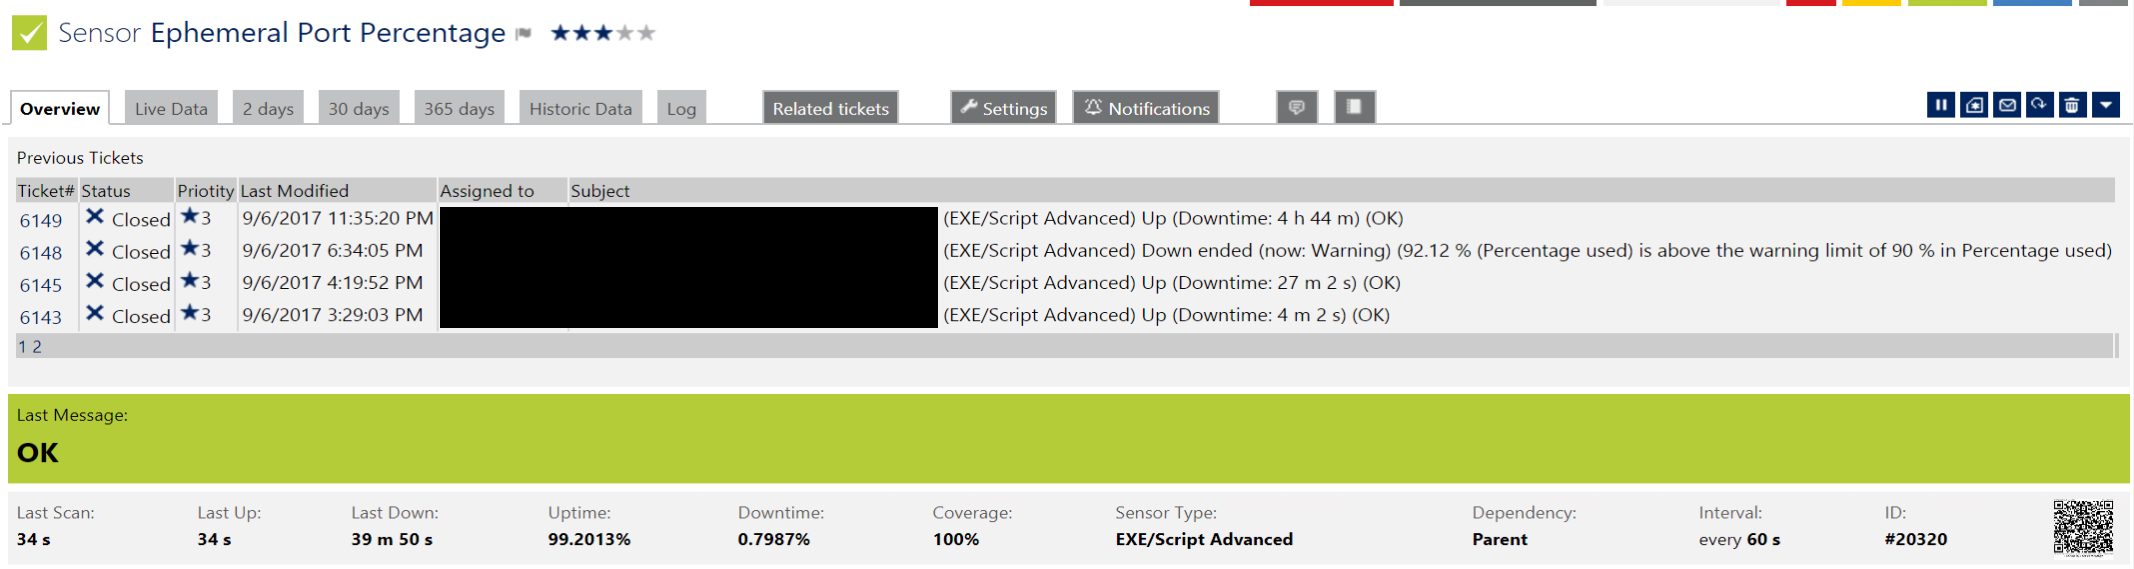 Sensor Ephemeral Port Percentage
Overview Live Data 2 days 30 days 365 days Historic Data Log Related tickets Settings Notifications
Previous Tickets
Ticket# Status Priotity Last Modified Assigned to Subject
6149 Closed 3 9/6/2017 11:35:20 PM (EXE/Script Advanced) Up (Downtime: 4 h 44 m) (OK)
6148 Closed 3 9/6/2017 6:34:05 PM (EXE/Script Advanced) Down ended (now: Warning) (92.12 % (Percentage used) is above the warning limit of 90 % in Percentage used)
6145 Closed 3 9/6/2017 4:19:52 PM (EXE/Script Advanced) Up (Downtime: 27 m 2 s) (OK)
6143 Closed 3 9/6/2017 3:29:03 PM (EXE/Script Advanced) Up (Downtime: 4 m 2 s) (OK)
1 2
Last Message:
OK
Last Scan: Last Up: Last Down: Uptime: Downtime: Coverage: Sensor Type: Dependency: Interval: ID:
34 s 34 s 39 m 50 s 99.2013% 0.7987% 100% EXE/Script Advanced Parent every 60 s #20320